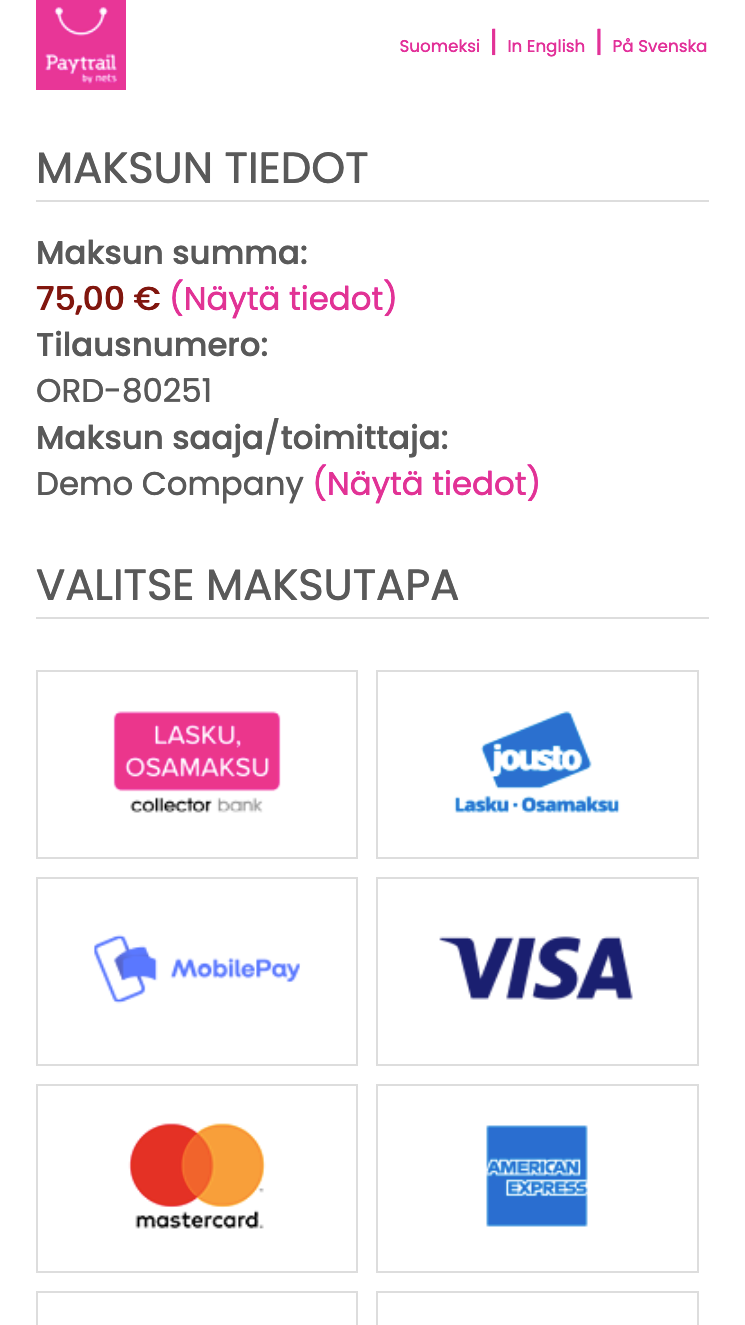 Paytrail
by nets
Suomeksi | In English | På Svenska
MAKSUN TIEDOT
Maksun summa:
75,00 € (Näytä tiedot)
Tilausnumero:
ORD-80251
Maksun saaja/toimittaja:
Demo Company (Näytä tiedot)
VALITSE MAKSUTAPA
LASKU,
OSAMAKSU
collector bank
jousto
Lasku · Osamaksu
MobilePay
VISA
mastercard.
AMERICAN
EXPRESS